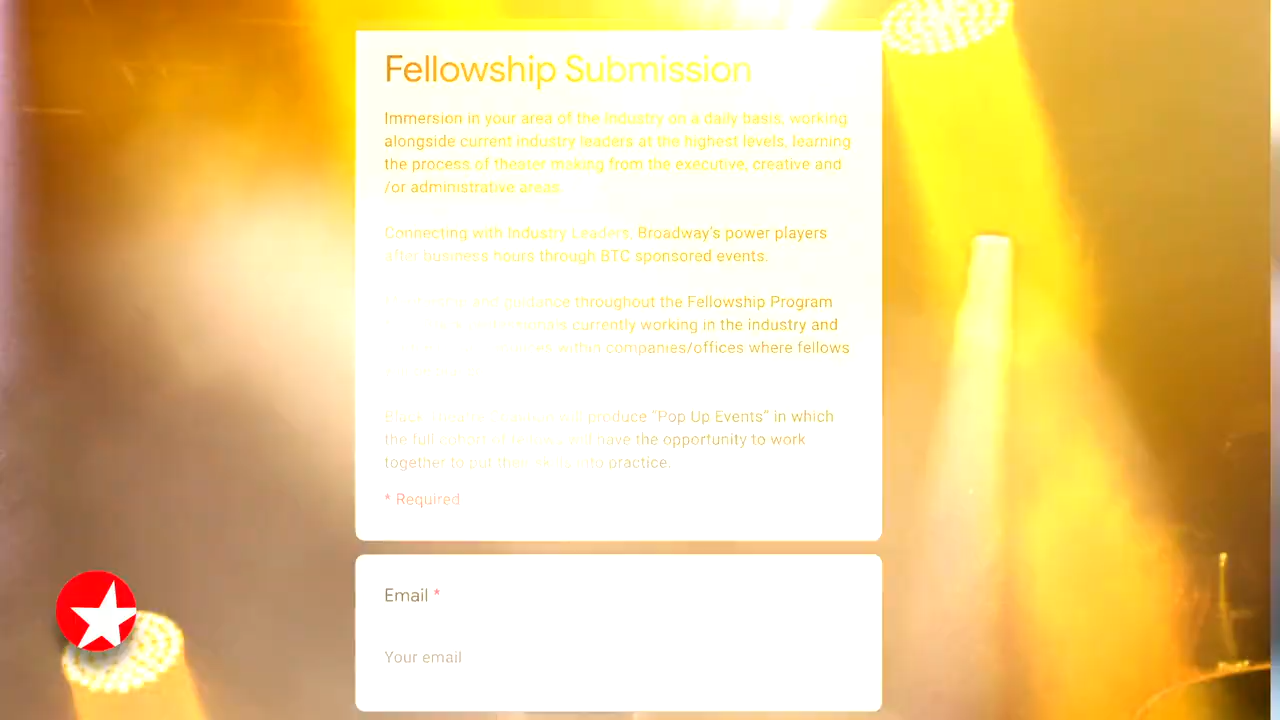 Fellowship Submission
Immersion in your area of the industry on a daily basis, working
alongside current industry leaders at the highest levels, learning
the process of theater making from the executive, creative and
/or administrative areas.
Connecting with Industry Leaders, Broadway's power players
after business hours through BTC sponsored events.
and guidance throughout the Fellowship Program
currently working in the industry and
within companies/offices where fellows
Black will produce "Pop Up Events" in which
the full cohort of will have the opportunity to work
together to put their skills into practice.
* Required
Email *
Your email